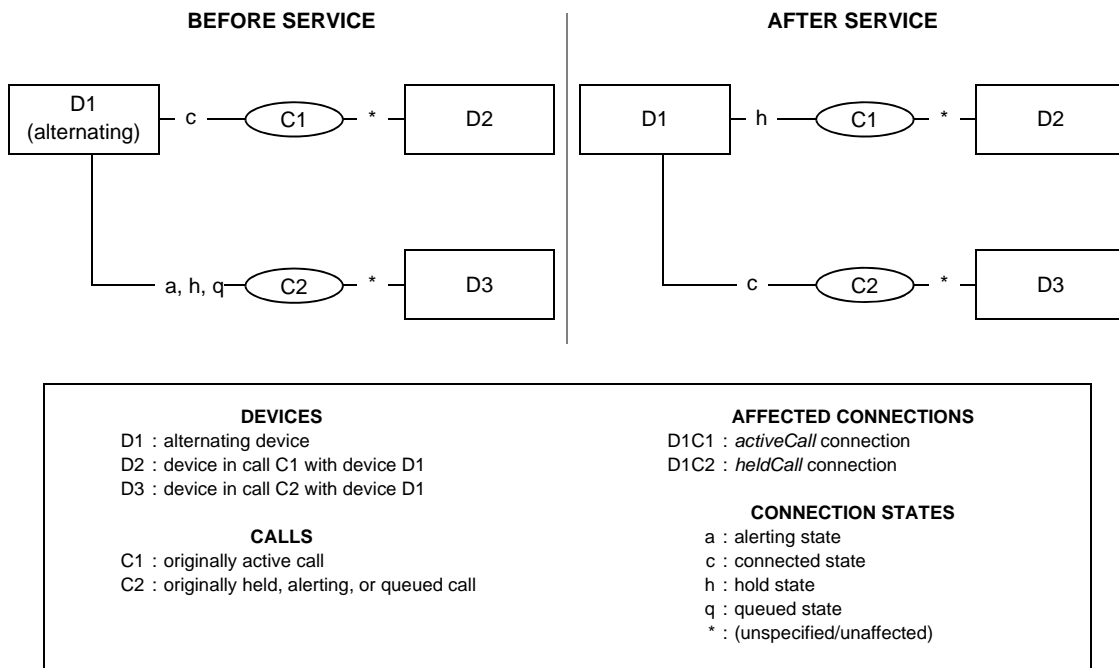 BEFORE SERVICE
AFTER SERVICE
D1
(alternating)
c
C1
*
D2
a, h, q
C2
*
D3
D1
h
C1
*
D2
c
C2
*
D3
DEVICES
D1 : alternating device
D2 : device in call C1 with device D1
D3 : device in call C2 with device D1
CALLS
C1 : originally active call
C2 : originally held, alerting, or queued call
AFFECTED CONNECTIONS
D1C1 : activeCall connection
D1C2 : heldCall connection
CONNECTION STATES
a : alerting state
c : connected state
h : hold state
q : queued state
* : (unspecified/unaffected)